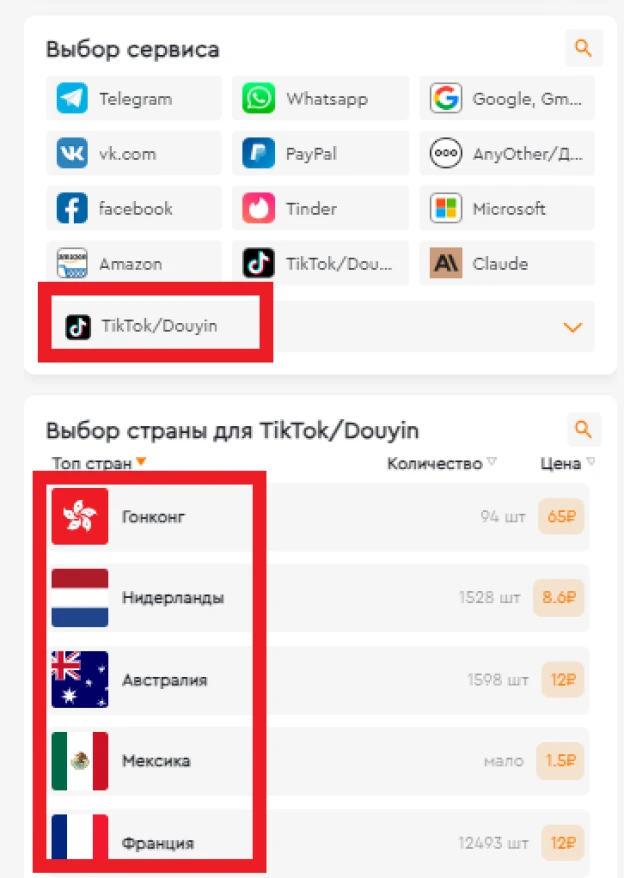 Выбор сервиса
Telegram Whatsapp Google, Gm...
vk.com PayPal AnyOther/Д...
facebook Tinder Microsoft
amazon Amazon TikTok/Dou... Claude
TikTok/Douyin
Выбор страны для TikTok/Douyin
Топ стран Количество Цена
Гонконг 94 шт 65₽
Нидерланды 1528 шт 8.6₽
Австралия 1598 шт 12₽
Мексика мало 1.5₽
Франция 12493 шт 12₽